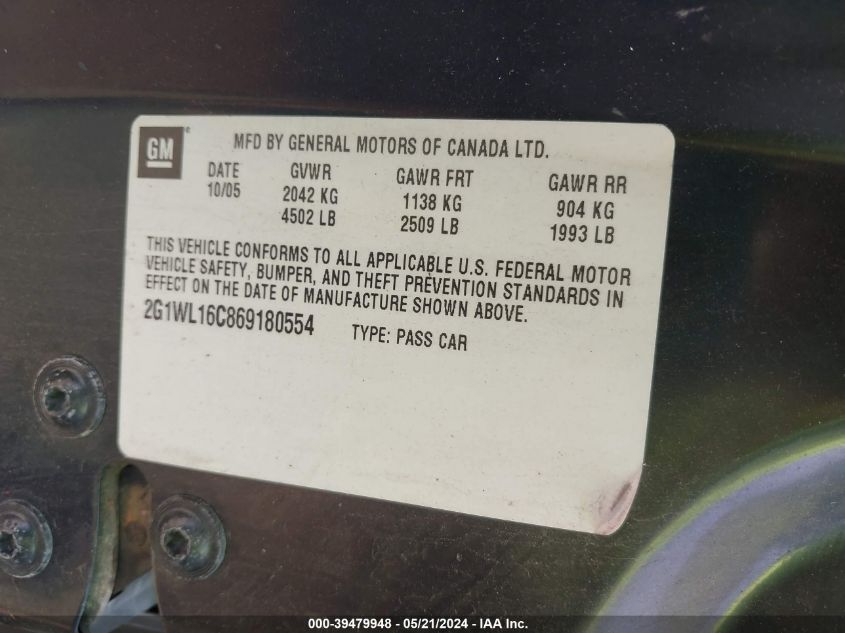 GM
MFD BY GENERAL MOTORS OF CANADA LTD.
DATE GVWR GAWR FRT GAWR RR
10/05 2042 KG 1138 KG 904 KG
4502 LB 2509 LB 1993 LB
THIS VEHICLE CONFORMS TO ALL APPLICABLE U.S. FEDERAL MOTOR
VEHICLE SAFETY, BUMPER, AND THEFT PREVENTION STANDARDS IN
EFFECT ON THE DATE OF MANUFACTURE SHOWN ABOVE.
2G1WL16C869180554 TYPE: PASS CAR
000-39479948 - 05/21/2024 - IAA Inc.